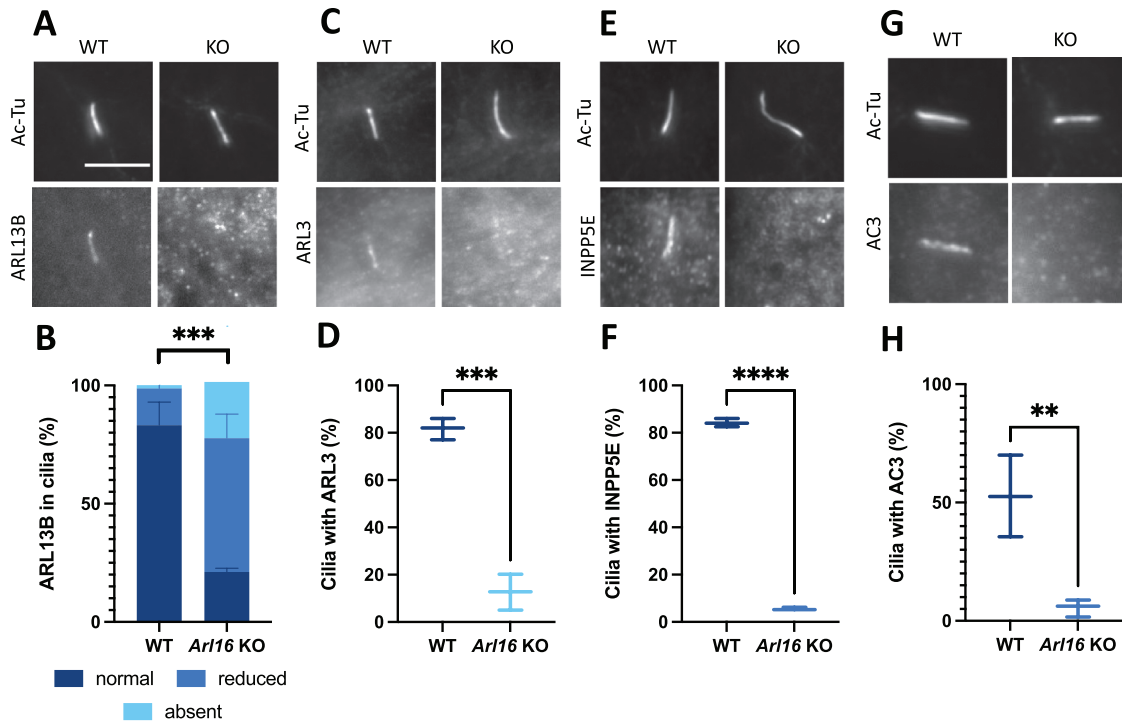 A
WT KO
Ac-Tu
ARL13B
C
WT KO
Ac-Tu
ARL3
E
WT KO
Ac-Tu
INPP5E
G
WT KO
Ac-Tu
AC3
B
***
ARL13B in cilia (%)
100
50
0
WT Arl16 KO
normal reduced
absent
D
***
Cilia with ARL3 (%)
100
80
60
40
20
0
WT Arl16 KO
F
****
Cilia with INPP5E (%)
100
80
60
40
20
0
WT Arl16 KO
H
**
Cilia with AC3 (%)
100
50
0
WT Arl16 KO